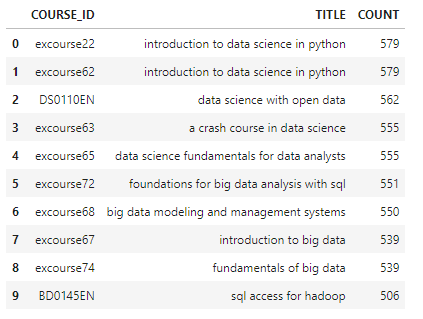 COURSE_ID TITLE COUNT
0 excourse22 introduction to data science in python 579
1 excourse62 introduction to data science in python 579
2 DS0110EN data science with open data 562
3 excourse63 a crash course in data science 555
4 excourse65 data science fundamentals for data analysts 555
5 excourse72 foundations for big data analysis with sql 551
6 excourse68 big data modeling and management systems 550
7 excourse67 introduction to big data 539
8 excourse74 fundamentals of big data 539
9 BD0145EN sql access for hadoop 506